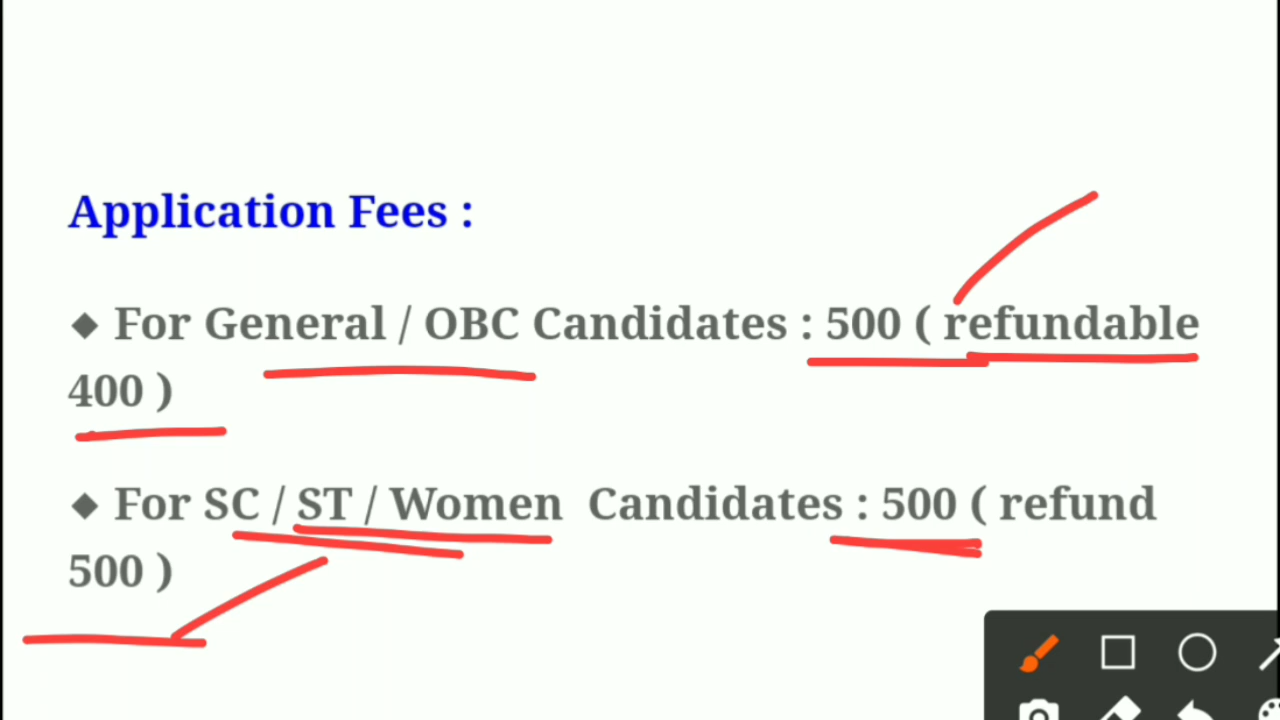 Application Fees :
◆ For General / OBC Candidates : 500 ( refundable
400 )
◆ For SC / ST / Women Candidates : 500 ( refund
500 )